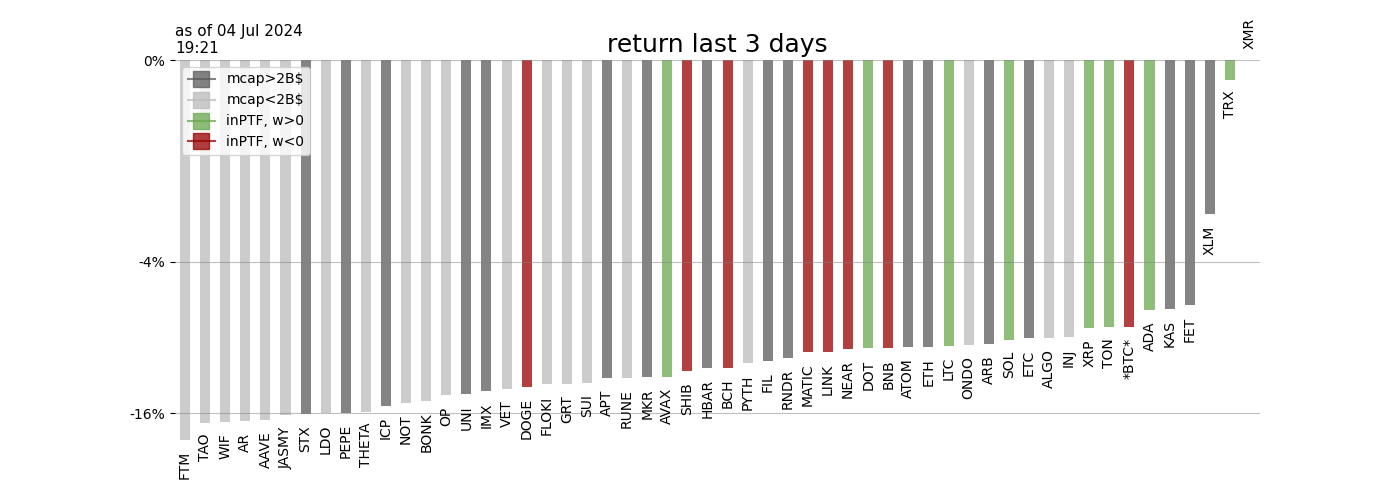 as of 04 Jul 2024
19:21
return last 3 days
XMR
0%
-4%
-16%
mcap>2B$
mcap<2B$
inPTF, w>0
inPTF, w<0
FTM
TAO
WIF
AR
AAVE
JASMY
STX
LDO
PEPE
THETA
ICP
NOT
BONK
OP
UNI
IMX
VET
DOGE
FLOKI
GRT
SUI
APT
RUNE
MKR
AVAX
SHIB
HBAR
BCH
PYTH
FIL
RNDR
MATIC
LINK
NEAR
DOT
BNB
ATOM
ETH
LTC
ONDO
ARB
SOL
ETC
ALGO
INJ
XRP
TON
*BTC*
ADA
KAS
FET
XLM
TRX